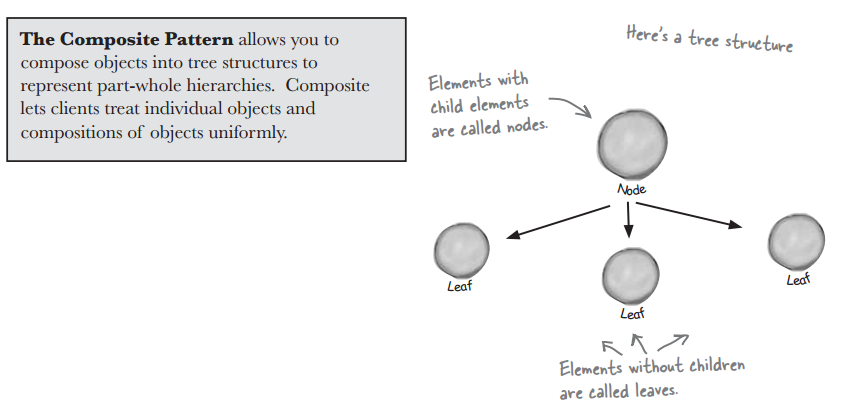 The Composite Pattern allows you to
compose objects into tree structures to
represent part-whole hierarchies. Composite
lets clients treat individual objects and
compositions of objects uniformly.
Here's a tree structure
Elements with
child elements
are called nodes.
Node
Leaf
Leaf
Leaf
Elements without children
are called leaves.